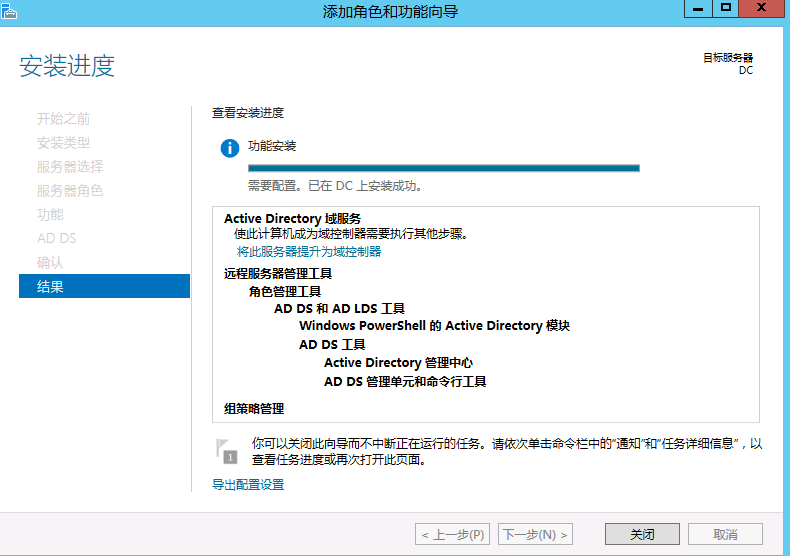 添加角色和功能向导
安装进度
目标服务器
DC
开始之前
安装类型
服务器选择
服务器角色
功能
AD DS
确认
结果
查看安装进度
功能安装
需要配置。已在 DC 上安装成功。
Active Directory 域服务
使此计算机成为域控制器需要执行其他步骤。
将此服务器提升为域控制器
远程服务器管理工具
角色管理工具
AD DS 和 AD LDS 工具
Windows PowerShell 的 Active Directory 模块
AD DS 工具
Active Directory 管理中心
AD DS 管理单元和命令行工具
组策略管理
1
你可以关闭此向导而不中断正在运行的任务。请依次单击命令栏中的“通知”和“任务详细信息”，以
查看任务进度或再次打开此页面。
导出配置设置
< 上一步(P)
下一步(N) >
关闭
取消